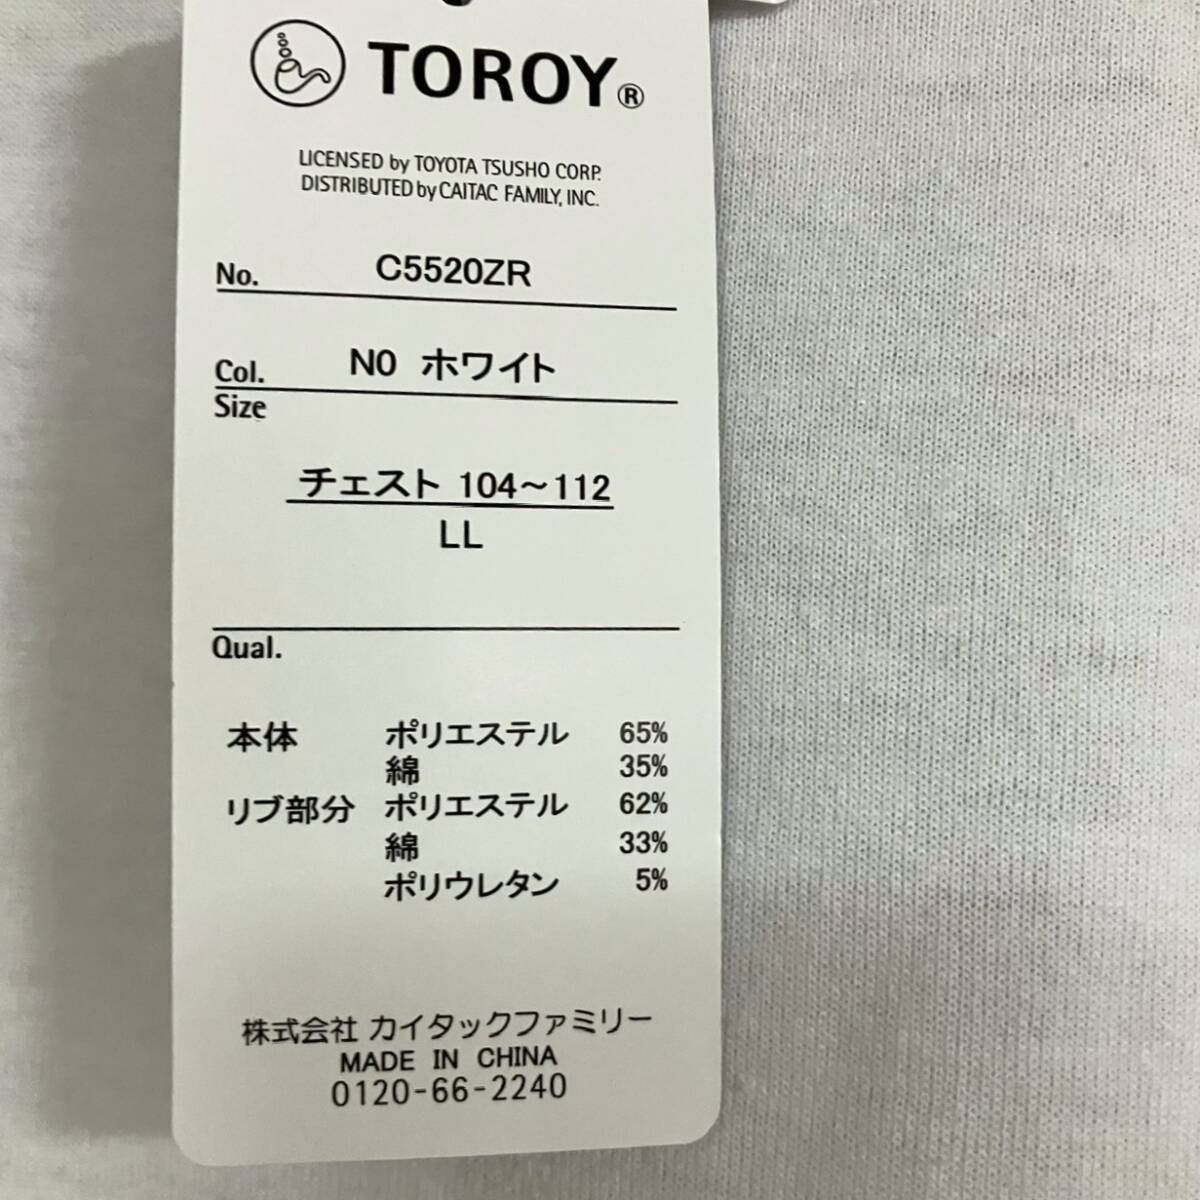 TOROY®
LICENSED by TOYOTA TSUSHO CORP.
DISTRIBUTED by CAITAC FAMILY, INC.
No. C5520ZR
Col. N0 ホワイト
Size
チェスト 104～112
LL
Qual.
本体 ポリエステル 65%
綿 35%
リブ部分 ポリエステル 62%
綿 33%
ポリウレタン 5%
株式会社 カイタックファミリー
MADE IN CHINA
0120-66-2240